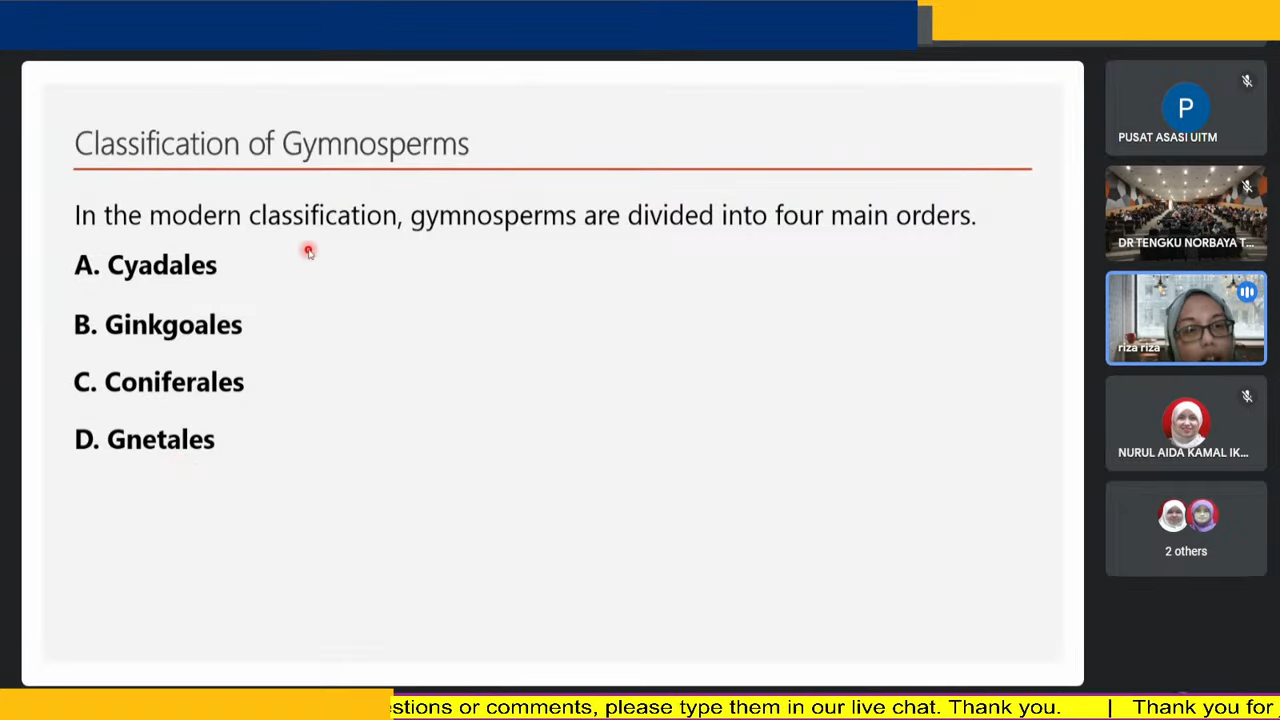 Classification of Gymnosperms
In the modern classification, gymnosperms are divided into four main orders.
A. Cyadales
B. Ginkgoales
C. Coniferales
D. Gnetales
P
PUSAT ASASI UITM
DR TENGKU NORBAYA T...
riza riza
NURUL AIDA KAMAL IK...
2 others
stions or comments, please type them in our live chat. Thank you. | Thank you for